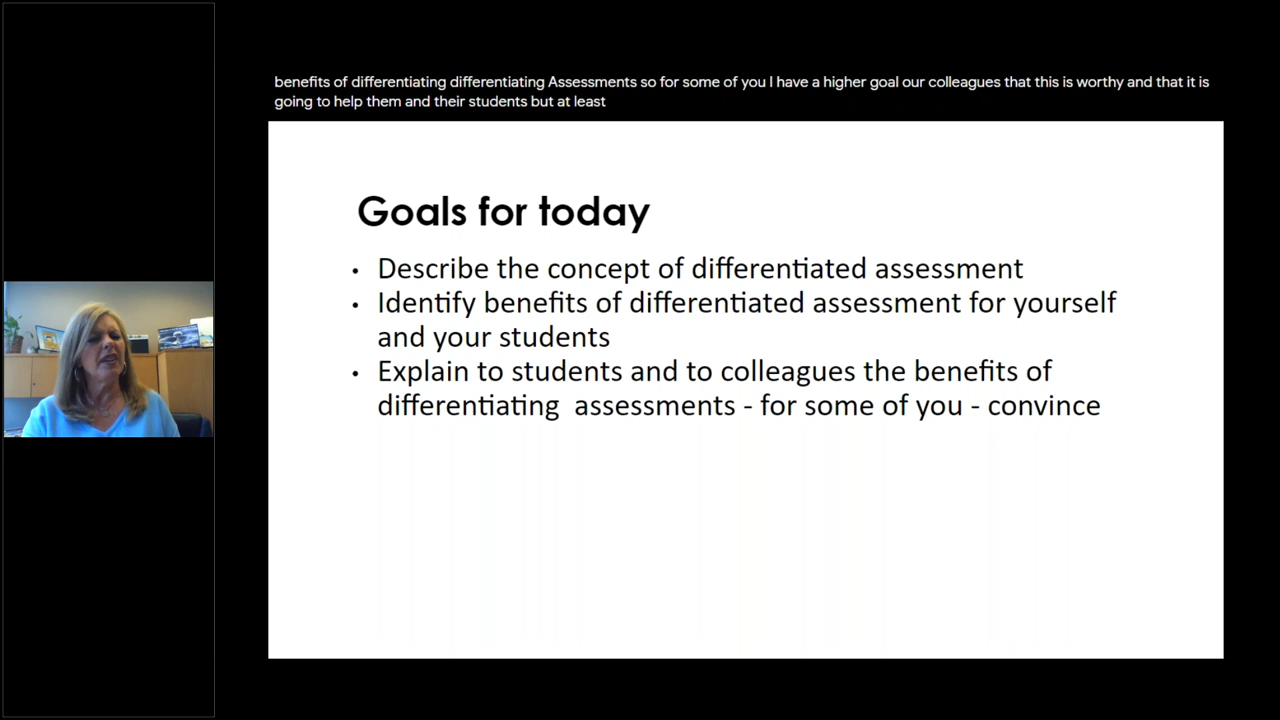 benefits of differentiating differentiating Assessments so for some of you I have a higher goal our colleagues that this is worthy and that it is
going to help them and their students but at least
Goals for today
• Describe the concept of differentiated assessment
• Identify benefits of differentiated assessment for yourself
and your students
• Explain to students and to colleagues the benefits of
differentiating  assessments - for some of you - convince